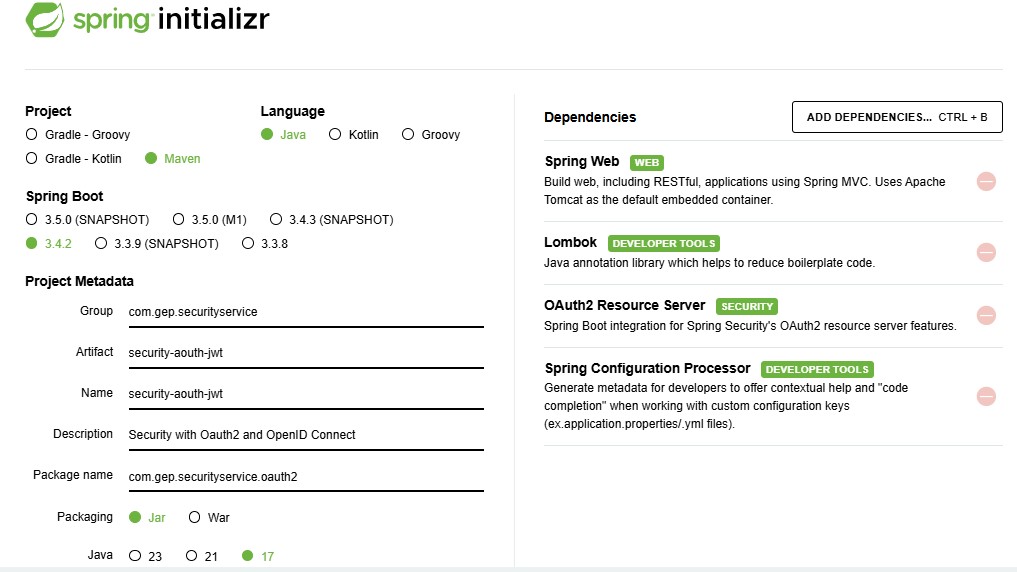 spring initializr
Project
Gradle - Groovy
Gradle - Kotlin Maven
Language
Java Kotlin Groovy
Spring Boot
3.5.0 (SNAPSHOT) 3.5.0 (M1) 3.4.3 (SNAPSHOT)
3.4.2 3.3.9 (SNAPSHOT) 3.3.8
Project Metadata
Group com.gep.securityservice
Artifact security-aouth-jwt
Name security-aouth-jwt
Description Security with Oauth2 and OpenID Connect
Package name com.gep.securityservice.oauth2
Packaging Jar War
Java 23 21 17
Dependencies ADD DEPENDENCIES... CTRL + B
Spring Web WEB
Build web, including RESTful, applications using Spring MVC. Uses Apache
Tomcat as the default embedded container.
Lombok DEVELOPER TOOLS
Java annotation library which helps to reduce boilerplate code.
OAuth2 Resource Server SECURITY
Spring Boot integration for Spring Security's OAuth2 resource server features.
Spring Configuration Processor DEVELOPER TOOLS
Generate metadata for developers to offer contextual help and "code
completion" when working with custom configuration keys
(ex.application.properties/.yml files).